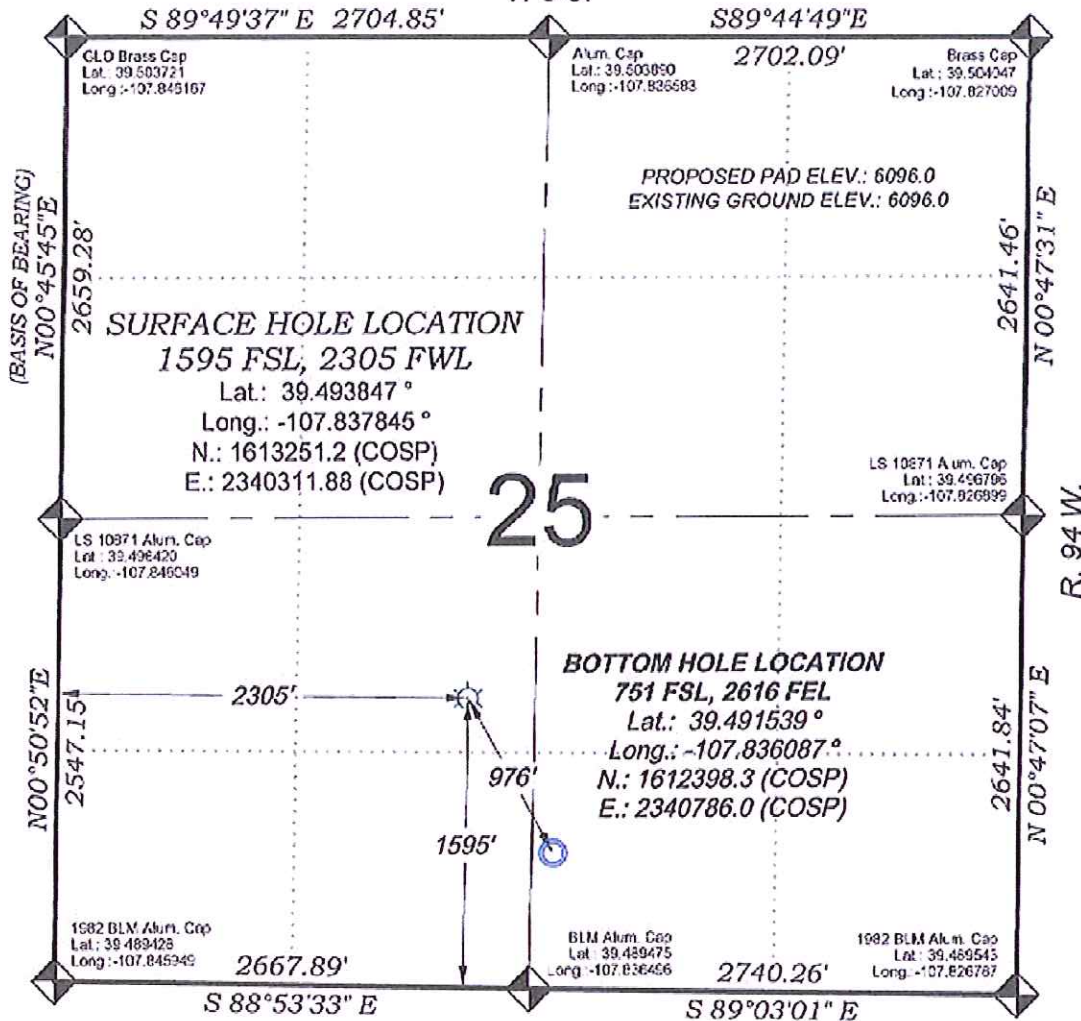 S 89°49'37" E 2704.85'
S89°44'49"E
2702.09'
GLO Brass Cap
Lat.: 39.503721
Long.:-107.846167
Alum. Cap
Lat.: 39.503890
Long.:-107.836583
Brass Cap
Lat.: 39.504047
Long.:-107.827009
PROPOSED PAD ELEV.: 6096.0
EXISTING GROUND ELEV.: 6096.0
(BASIS OF BEARING)
N00°45'45"E
2659.28'
2641.46'
N 00°47'31" E
SURFACE HOLE LOCATION
1595 FSL, 2305 FWL
Lat.: 39.493847 °
Long.: -107.837845 °
N.: 1613251.2 (COSP)
E.: 2340311.88 (COSP)
25
LS 10871 Alum. Cap
Lat.: 39.496796
Long.:-107.826899
R. 94 W.
LS 10871 Alum. Cap
Lat.: 39.496420
Long.:-107.846049
BOTTOM HOLE LOCATION
751 FSL, 2616 FEL
Lat.: 39.491539 °
Long.: -107.836087 °
N.: 1612398.3 (COSP)
E.: 2340786.0 (COSP)
2305'
976'
1595'
N00°50'52"E
2547.15'
2641.84'
N 00°47'07" E
1982 BLM Alum. Cap
Lat.: 39.489428
Long.:-107.845949
BLM Alum. Cap
Lat.: 39.489475
Long.:-107.836496
1982 BLM Alum. Cap
Lat.: 39.489543
Long.:-107.826787
2667.89'
S 88°53'33" E
2740.26'
S 89°03'01" E